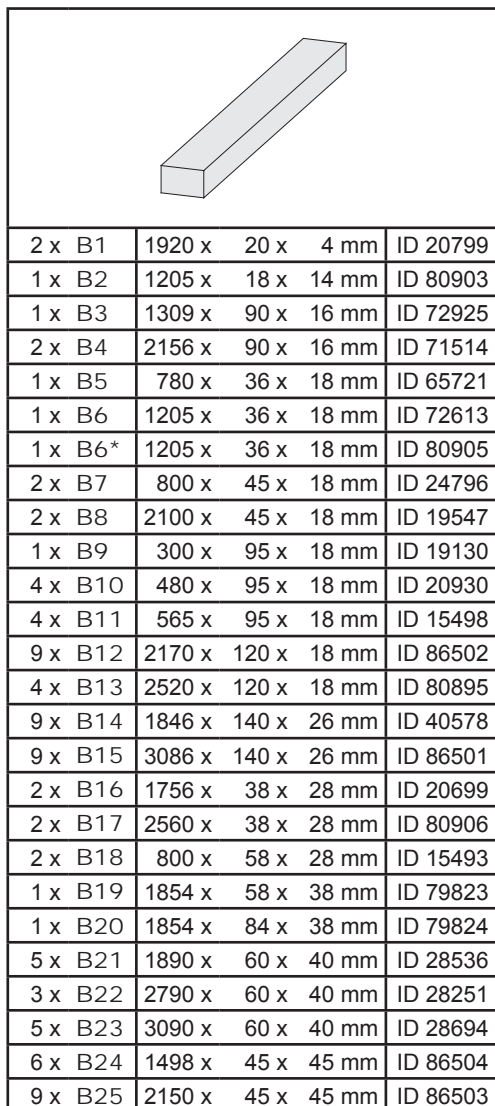 2 x B1 1920 x 20 x 4 mm ID 20799
1 x B2 1205 x 18 x 14 mm ID 80903
1 x B3 1309 x 90 x 16 mm ID 72925
2 x B4 2156 x 90 x 16 mm ID 71514
1 x B5 780 x 36 x 18 mm ID 65721
1 x B6 1205 x 36 x 18 mm ID 72613
1 x B6* 1205 x 36 x 18 mm ID 80905
2 x B7 800 x 45 x 18 mm ID 24796
2 x B8 2100 x 45 x 18 mm ID 19547
1 x B9 300 x 95 x 18 mm ID 19130
4 x B10 480 x 95 x 18 mm ID 20930
4 x B11 565 x 95 x 18 mm ID 15498
9 x B12 2170 x 120 x 18 mm ID 86502
4 x B13 2520 x 120 x 18 mm ID 80895
9 x B14 1846 x 140 x 26 mm ID 40578
9 x B15 3086 x 140 x 26 mm ID 86501
2 x B16 1756 x 38 x 28 mm ID 20699
2 x B17 2560 x 38 x 28 mm ID 80906
2 x B18 800 x 58 x 28 mm ID 15493
1 x B19 1854 x 58 x 38 mm ID 79823
1 x B20 1854 x 84 x 38 mm ID 79824
5 x B21 1890 x 60 x 40 mm ID 28536
3 x B22 2790 x 60 x 40 mm ID 28251
5 x B23 3090 x 60 x 40 mm ID 28694
6 x B24 1498 x 45 x 45 mm ID 86504
9 x B25 2150 x 45 x 45 mm ID 86503